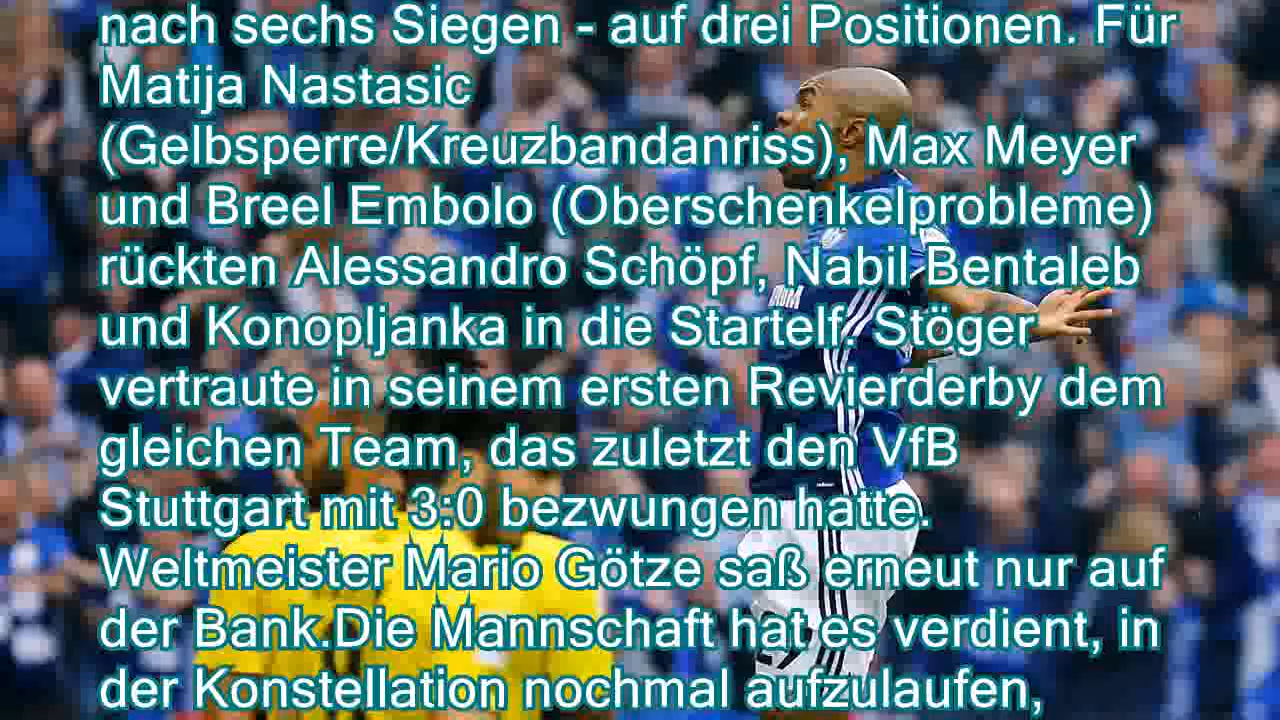 nach sechs Siegen - auf drei Positionen. Für
Matija Nastasic
(Gelbsperre/Kreuzbandanriss), Max Meyer
und Breel Embolo (Oberschenkelprobleme)
rückten Alessandro Schöpf, Nabil Bentaleb
und Konopljanka in die Startelf. Stöger
vertraute in seinem ersten Revierderby dem
gleichen Team, das zuletzt den VfB
Stuttgart mit 3:0 bezwungen hatte.
Weltmeister Mario Götze saß erneut nur auf
der Bank.Die Mannschaft hat es verdient, in
der Konstellation nochmal aufzulaufen,